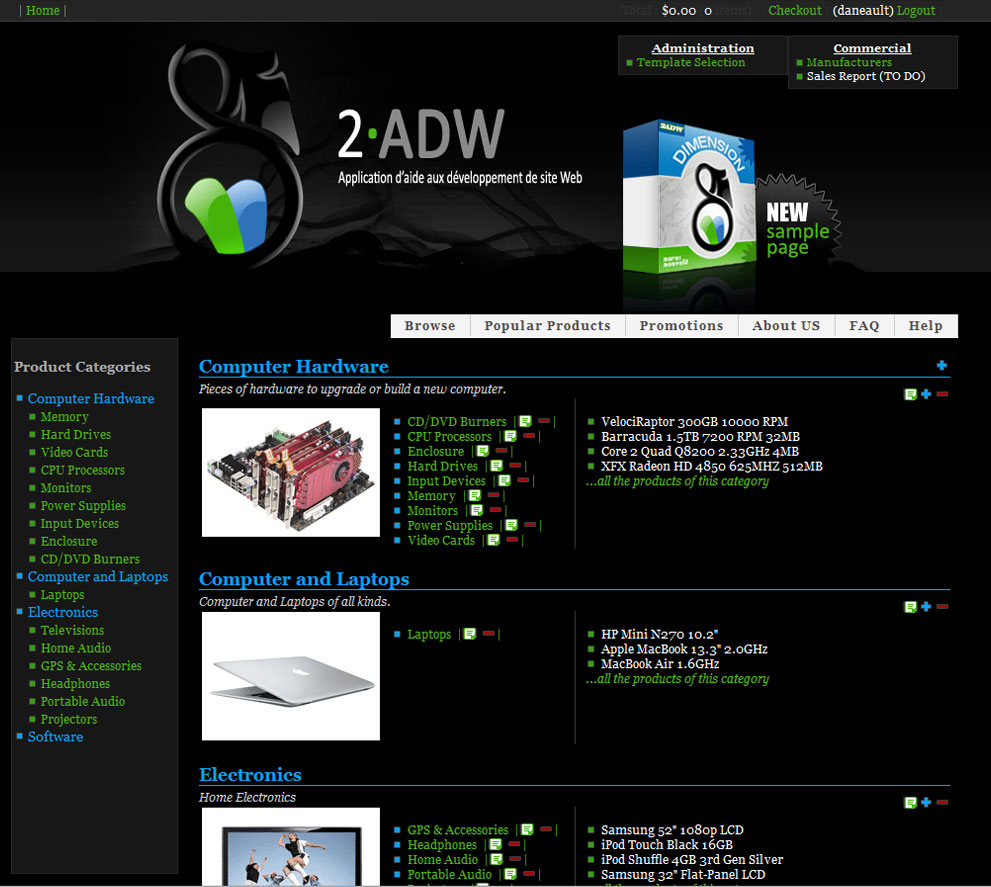 | Home |
|Total : $0.00 | 0 items) Checkout | (daneault) Logout
Administration
Template Selection
Commercial
Manufacturers
Sales Report (TO DO)
2·ADW
Application d'aide aux développement de site Web
2ADW
DIMENSION
NEW
sample
page
Browse
Popular Products
Promotions
About US
FAQ
Help
Product Categories
Computer Hardware
Memory
Hard Drives
Video Cards
CPU Processors
Monitors
Power Supplies
Input Devices
Enclosure
CD/DVD Burners
Computer and Laptops
Laptops
Electronics
Televisions
Home Audio
GPS & Accessories
Headphones
Portable Audio
Projectors
Software
Computer Hardware
Pieces of hardware to upgrade or build a new computer.
CD/DVD Burners |
CPU Processors |
Enclosure |
Hard Drives |
Input Devices |
Memory |
Monitors |
Power Supplies |
Video Cards |
VelociRaptor 300GB 10000 RPM
Barracuda 1.5TB 7200 RPM 32MB
Core 2 Quad Q8200 2.33GHz 4MB
XFX Radeon HD 4850 625MHZ 512MB
...all the products of this category
Computer and Laptops
Computer and Laptops of all kinds.
Laptops |
HP Mini N270 10.2"
Apple MacBook 13.3" 2.0GHz
MacBook Air 1.6GHz
...all the products of this category
Electronics
Home Electronics
GPS & Accessories |
Headphones |
Home Audio |
Portable Audio |
Samsung 52" 1080p LCD
iPod Touch Black 16GB
iPod Shuffle 4GB 3rd Gen Silver
Samsung 32" Flat-Panel LCD